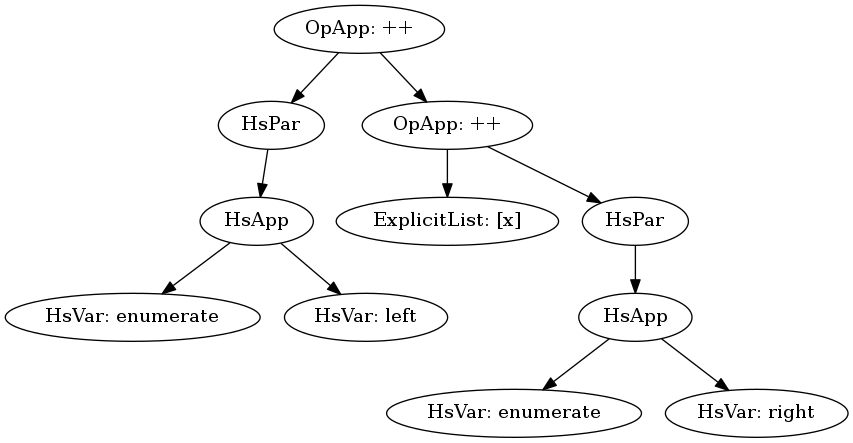 OpApp: ++
HsPar
OpApp: ++
HsApp
ExplicitList: [x]
HsPar
HsVar: enumerate
HsVar: left
HsApp
HsVar: enumerate
HsVar: right